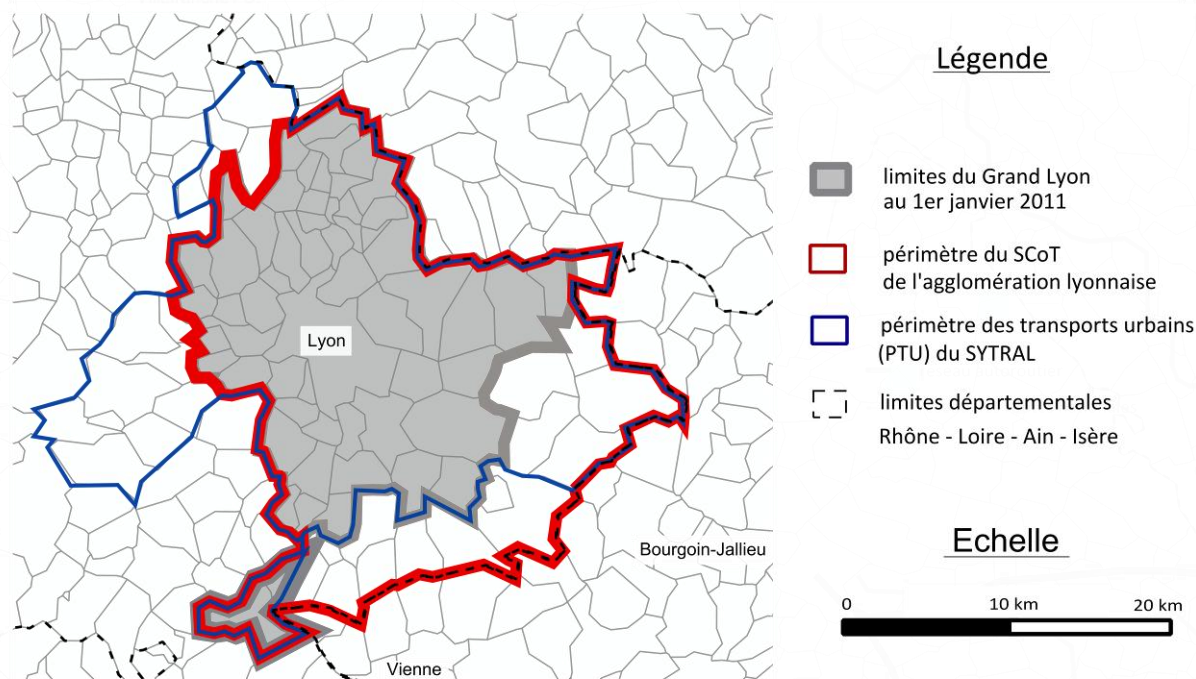 Lyon
Bourgoin-Jallieu
Vienne
Légende
limites du Grand Lyon
au 1er janvier 2011
périmètre du SCoT
de l'agglomération lyonnaise
périmètre des transports urbains
(PTU) du SYTRAL
limites départementales
Rhône - Loire - Ain - Isère
Echelle
0 10 km 20 km